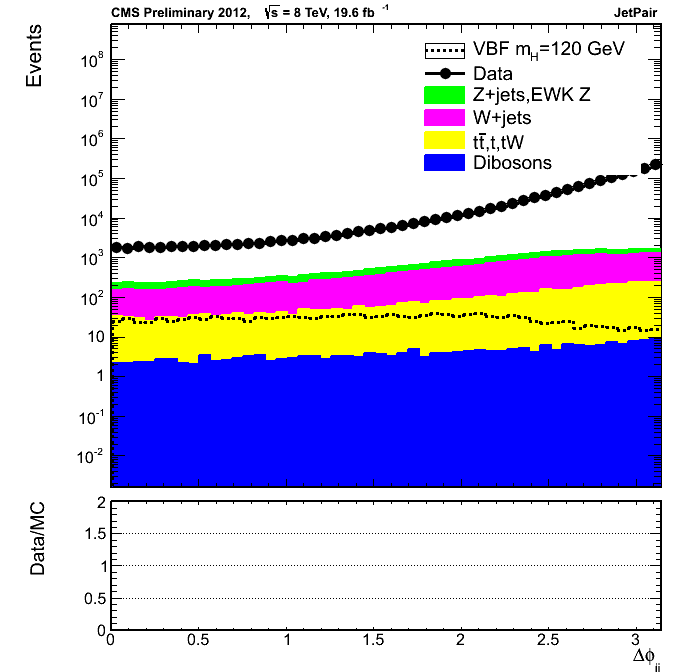 CMS Preliminary 2012, √s = 8 TeV, 19.6 fb⁻¹ JetPair
Events
VBF m_H=120 GeV
Data
Z+jets,EWK Z
W+jets
tt̄,t,tW
Dibosons
10⁸
10⁷
10⁶
10⁵
10⁴
10³
10²
10
1
10⁻¹
10⁻²
Data/MC
2
1.5
1
0.5
0
0 0.5 1 1.5 2 2.5 3
Δϕ_jj